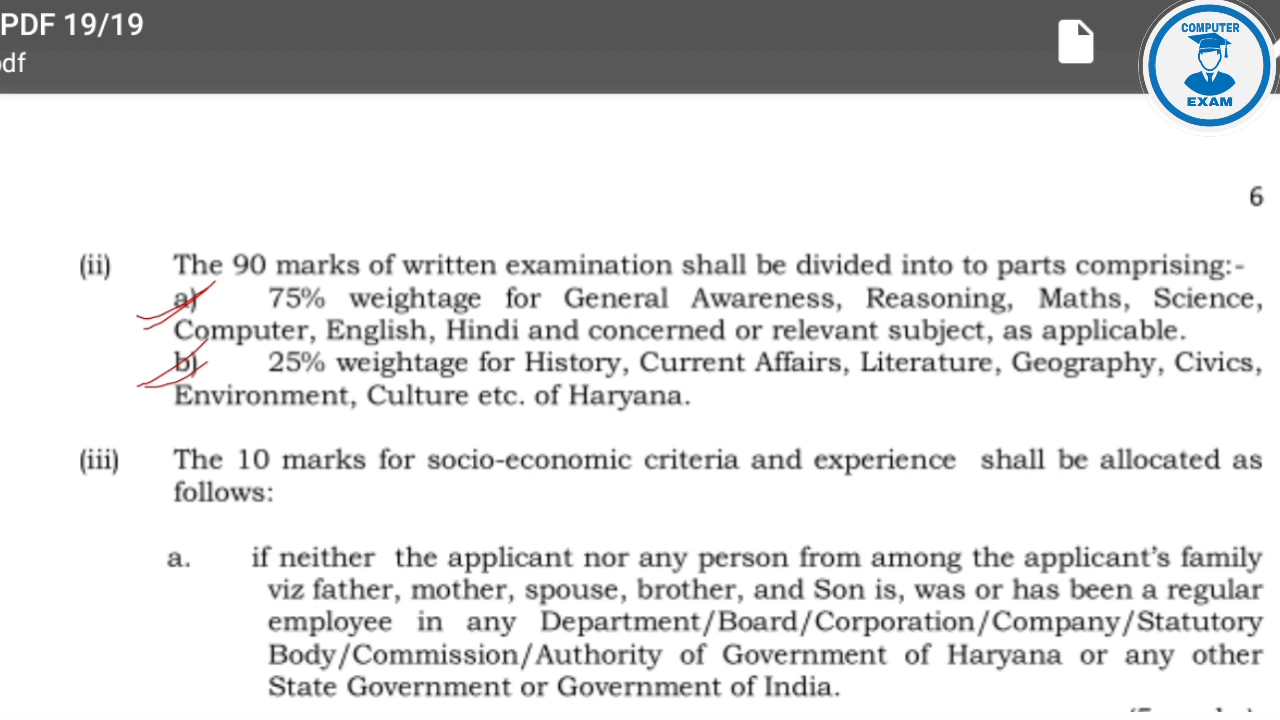 PDF 19/19
df
COMPUTER
EXAM
6
(ii) The 90 marks of written examination shall be divided into to parts comprising:-
a) 75% weightage for General Awareness, Reasoning, Maths, Science,
Computer, English, Hindi and concerned or relevant subject, as applicable.
b) 25% weightage for History, Current Affairs, Literature, Geography, Civics,
Environment, Culture etc. of Haryana.
(iii) The 10 marks for socio-economic criteria and experience shall be allocated as
follows:
a. if neither the applicant nor any person from among the applicant's family
viz father, mother, spouse, brother, and Son is, was or has been a regular
employee in any Department/Board/Corporation/Company/Statutory
Body/Commission/Authority of Government of Haryana or any other
State Government or Government of India.